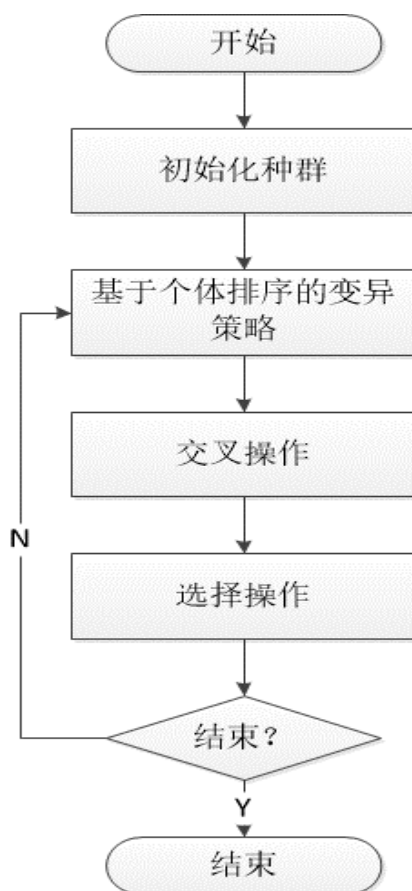 开始
初始化种群
基于个体排序的变异
策略
交叉操作
N
选择操作
结束？
Y
结束